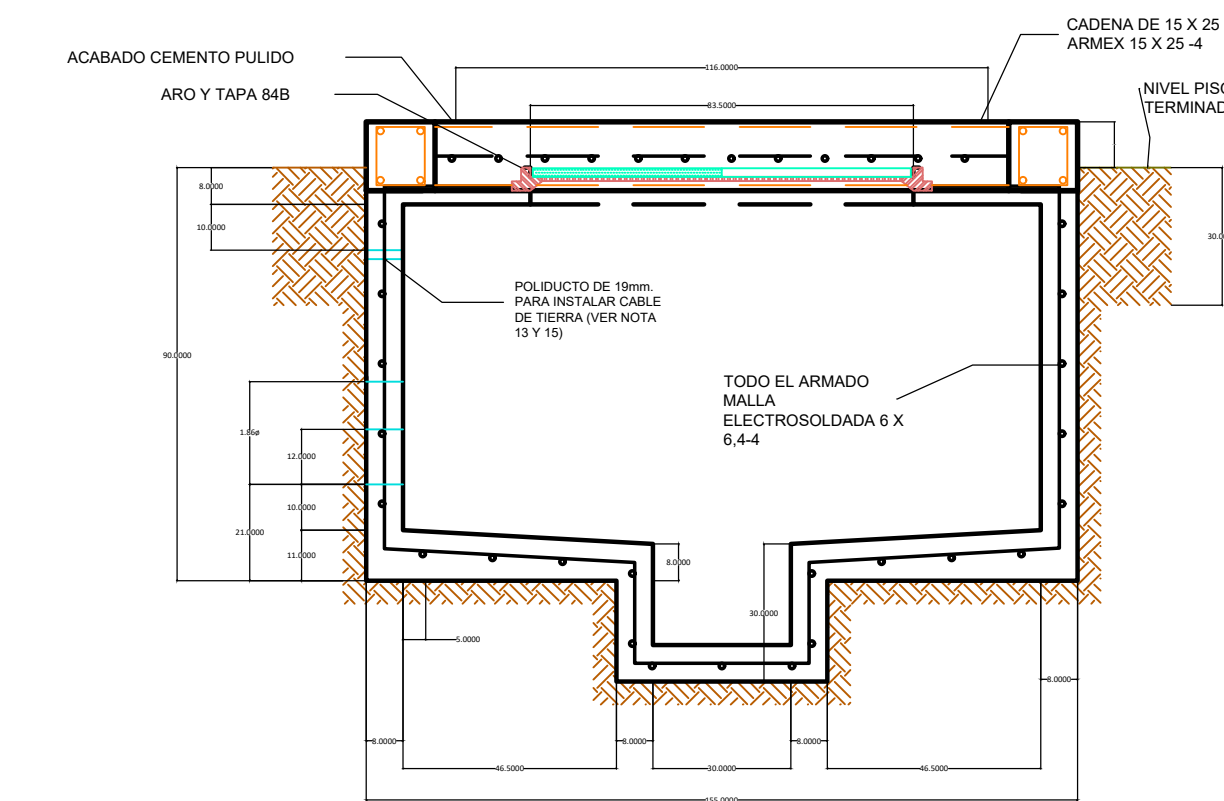 CADENA DE 15 X 25
ARMEX 15 X 25 -4
ACABADO CEMENTO PULIDO
116.0000
ARO Y TAPA 84B
83.5000
NIVEL PISO
TERMINAD
8.0000
10.0000
30.0
POLIDUCTO DE 19mm.
PARA INSTALAR CABLE
DE TIERRA (VER NOTA
13 Y 15)
90.0000
TODO EL ARMADO
MALLA
ELECTROSOLDADA 6 X
6,4-4
1.86ø
12.0000
10.0000
21.0000
11.0000
8.0000
30.0000
5.0000
8.0000
8.0000
8.0000
8.0000
46.5000
30.0000
46.5000
155.0000